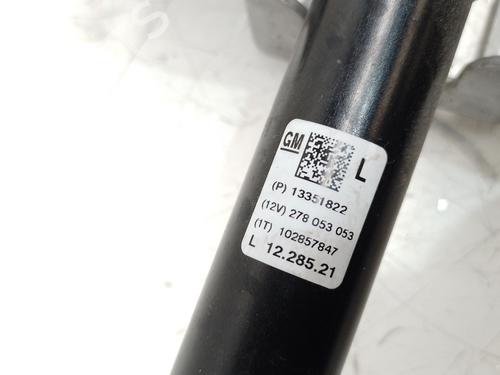 GM
L
(P) 13351822
(12V) 278 053 053
(1T) 102857847
L 12.285.21